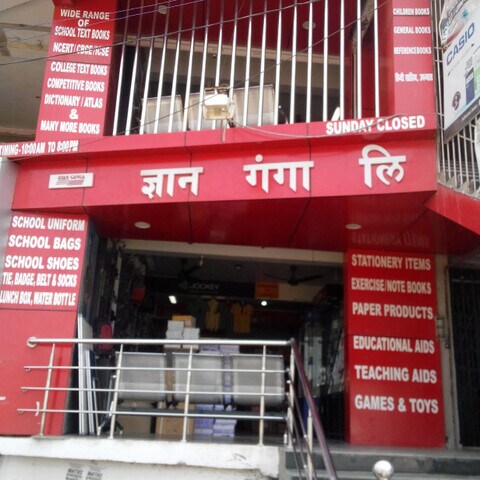 WIDE RANGE
OF
SCHOOL TEXT BOOKS
NCERT/CBSE/ICSE
COLLEGE TEXT BOOKS
COMPETITIVE BOOKS
DICTIONARY / ATLAS
&
MANY MORE BOOKS
CHILDREN BOOKS
GENERAL BOOKS
REFERENCE BOOKS
हिन्दी साहित्य, उपन्यास
CASIO
SUNDAY CLOSED
TIMING-10:00AM TO 8:00PM
ज्ञान गंगा लि
SCHOOL UNIFORM
SCHOOL BAGS
SCHOOL SHOES
TIE, BADGE, BELT & SOCKS
LUNCH BOX, WATER BOTTLE
JOCKEY
STATIONERY ITEMS
EXERCISE/NOTE BOOKS
PAPER PRODUCTS
EDUCATIONAL AIDS
TEACHING AIDS
GAMES & TOYS